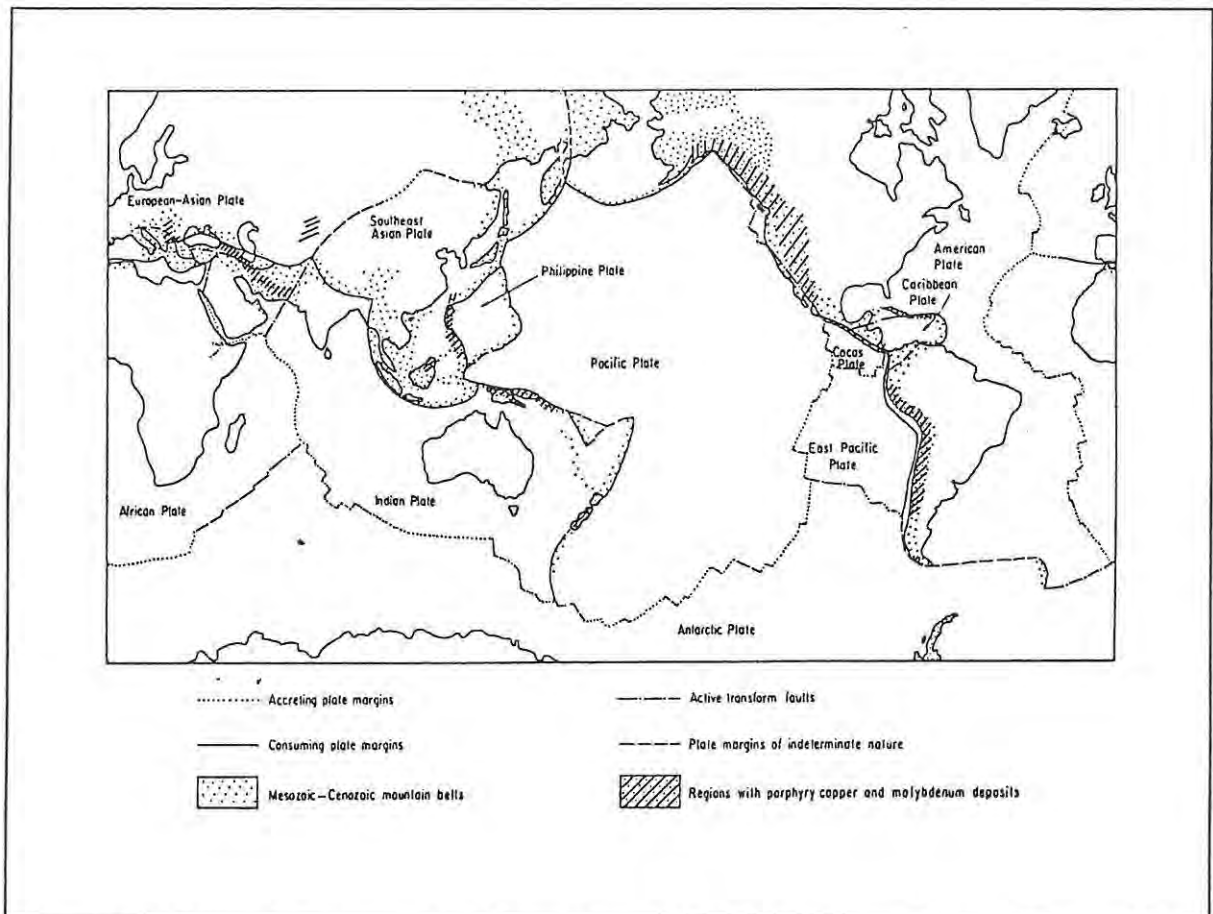 European-Asian Plate
Southeast
Asian Plate
Philippine Plate
American
Plate
Caribbean
Plate
Pacific Plate
Cocos
Plate
East Pacific
Plate
Indian Plate
African Plate
Antarctic Plate
Accreting plate margins
Active transform faults
Consuming plate margins
Plate margins of indeterminate nature
Mesozoic-Cenozoic mountain belts
Regions with porphyry copper and molybdenum deposits